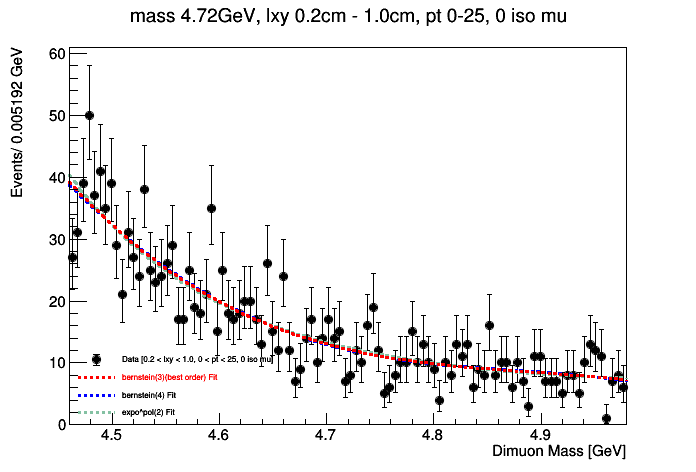 mass 4.72GeV, lxy 0.2cm - 1.0cm, pt 0-25, 0 iso mu
Events/ 0.005192 GeV
60
50
40
30
20
10
0
Data [0.2 < lxy < 1.0, 0 < pt < 25, 0 iso mu]
bernstein(3)(best order) Fit
bernstein(4) Fit
expo*pol(2) Fit
4.5 4.6 4.7 4.8 4.9
Dimuon Mass [GeV]